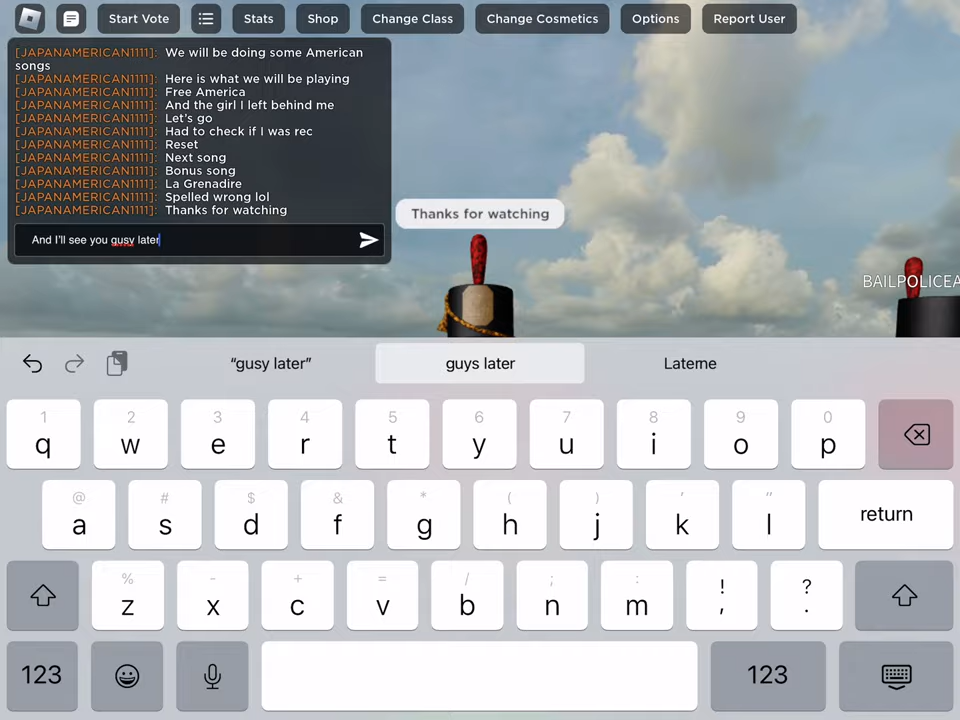 Start Vote
Stats
Shop
Change Class
Change Cosmetics
Options
Report User
[JAPANAMERICAN1111]: We will be doing some American
songs
[JAPANAMERICAN1111]: Here is what we will be playing
[JAPANAMERICAN1111]: Free America
[JAPANAMERICAN1111]: And the girl I left behind me
[JAPANAMERICAN1111]: Let's go
[JAPANAMERICAN1111]: Had to check if I was rec
[JAPANAMERICAN1111]: Reset
[JAPANAMERICAN1111]: Next song
[JAPANAMERICAN1111]: Bonus song
[JAPANAMERICAN1111]: La Grenadire
[JAPANAMERICAN1111]: Spelled wrong lol
[JAPANAMERICAN1111]: Thanks for watching
And I'll see you gusy later
Thanks for watching
BAILPOLICEA
“gusy later” guys later Laterne
1 2 3 4 5 6 7 8 9 0
q w e r t y u i o p
@ # $ & * ( ) ' "
a s d f g h j k l return
% - + = / ; : ! ?
z x c v b n m , .
123 123